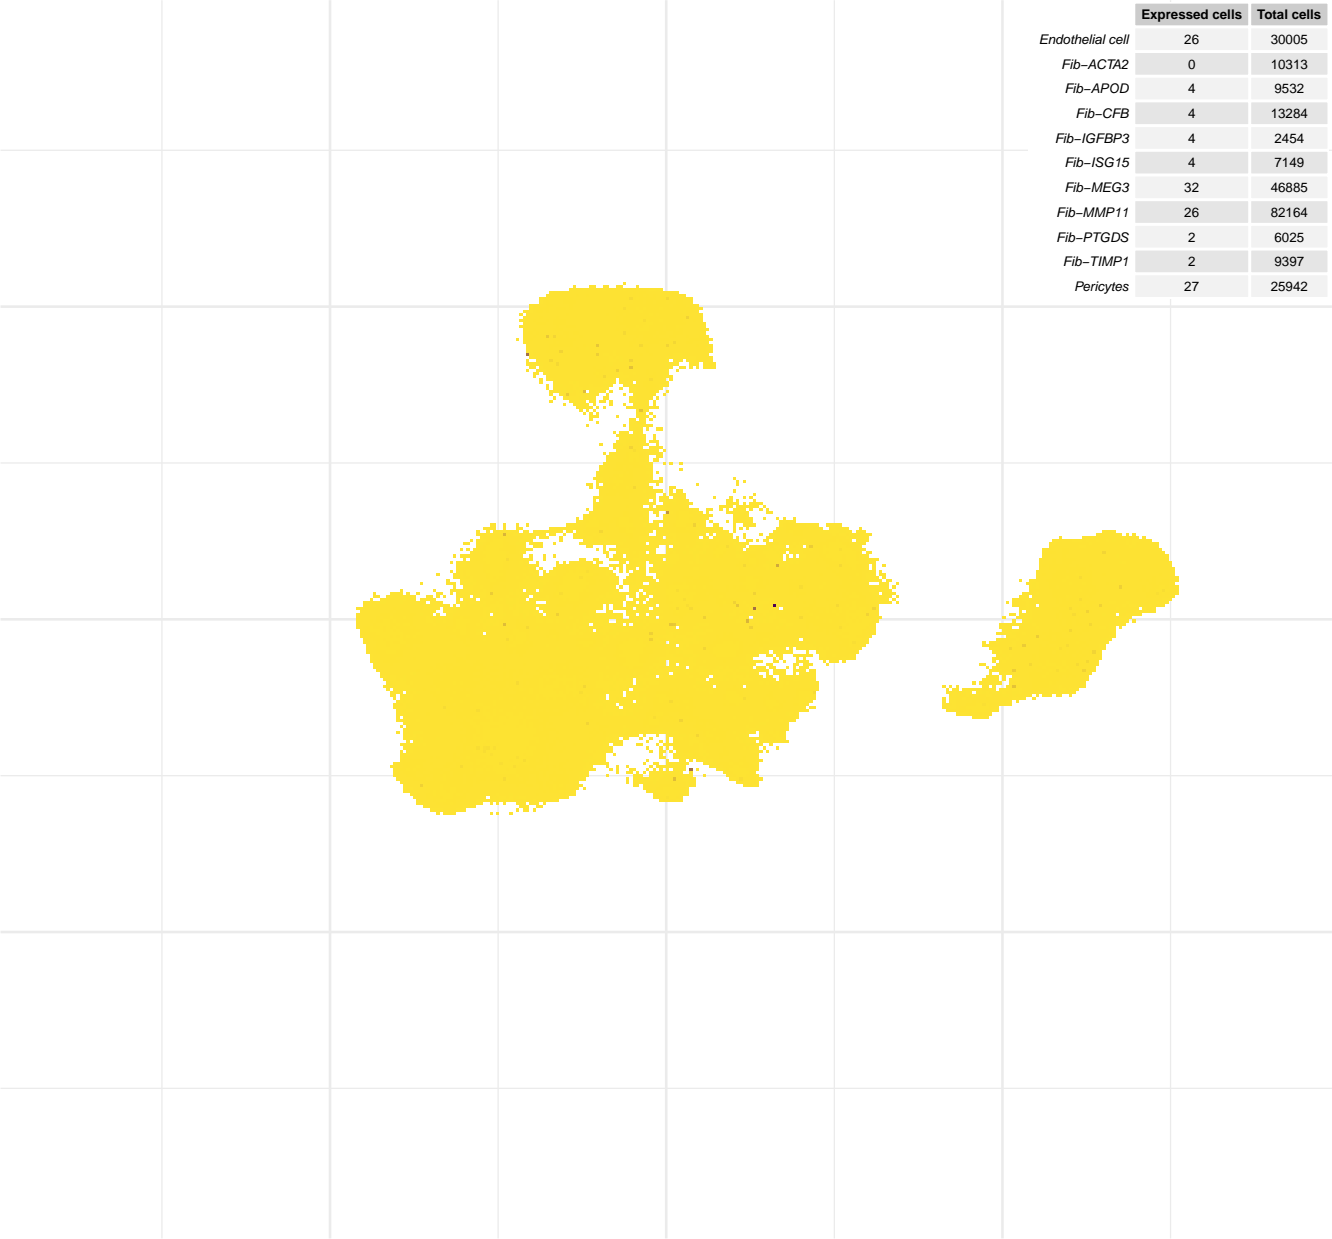 Expressed cells Total cells
Endothelial cell 26 30005
Fib−ACTA2 0 10313
Fib−APOD 4 9532
Fib−CFB 4 13284
Fib−IGFBP3 4 2454
Fib−ISG15 4 7149
Fib−MEG3 32 46885
Fib−MMP11 26 82164
Fib−PTGDS 2 6025
Fib−TIMP1 2 9397
Pericytes 27 25942